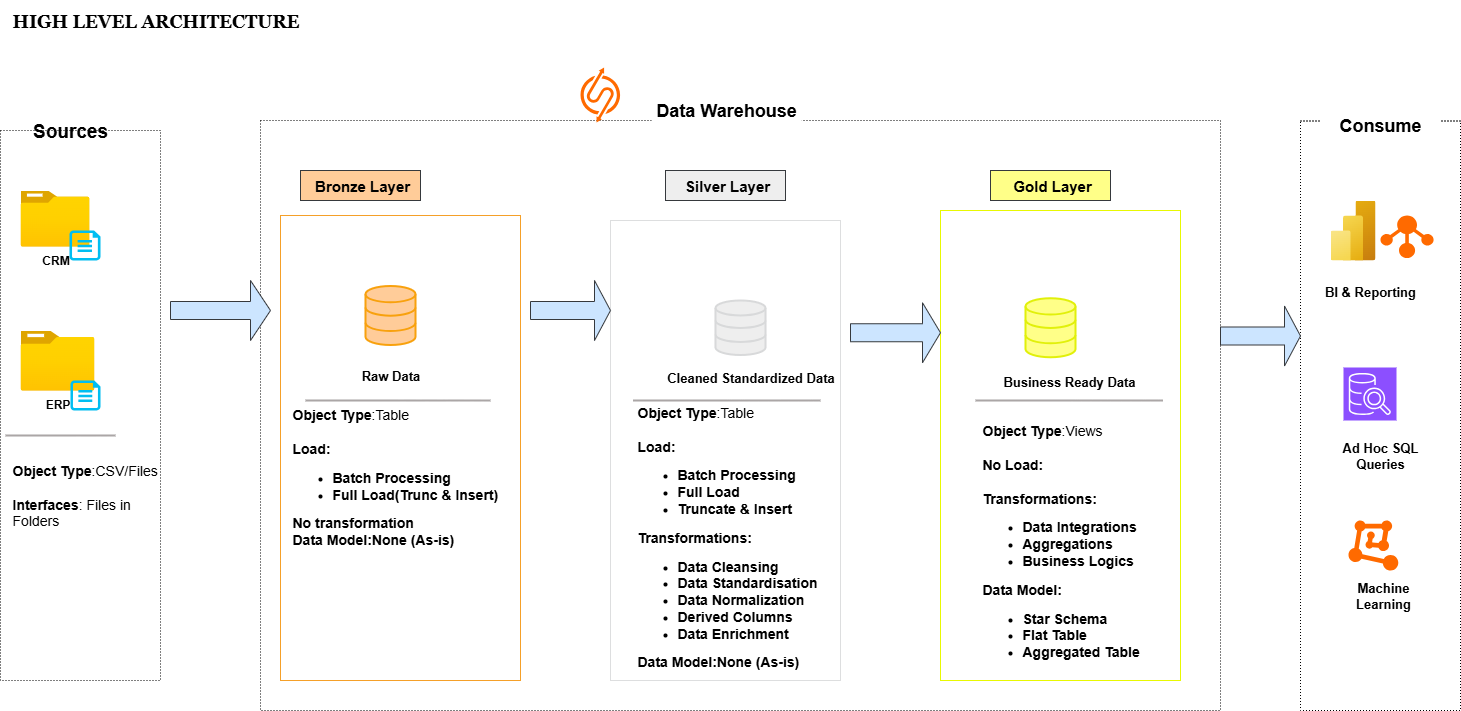 HIGH LEVEL ARCHITECTURE
Sources
CRM
ERP
Object Type:CSV/Files
Interfaces: Files in
Folders
Data Warehouse
Bronze Layer
Raw Data
Object Type:Table
Load:
Batch Processing
Full Load(Trunc & Insert)
No transformation
Data Model:None (As-is)
Silver Layer
Cleaned Standardized Data
Object Type:Table
Load:
Batch Processing
Full Load
Truncate & Insert
Transformations:
Data Cleansing
Data Standardisation
Data Normalization
Derived Columns
Data Enrichment
Data Model:None (As-is)
Gold Layer
Business Ready Data
Object Type:Views
No Load:
Transformations:
Data Integrations
Aggregations
Business Logics
Data Model:
Star Schema
Flat Table
Aggregated Table
Consume
BI & Reporting
Ad Hoc SQL
Queries
Machine
Learning